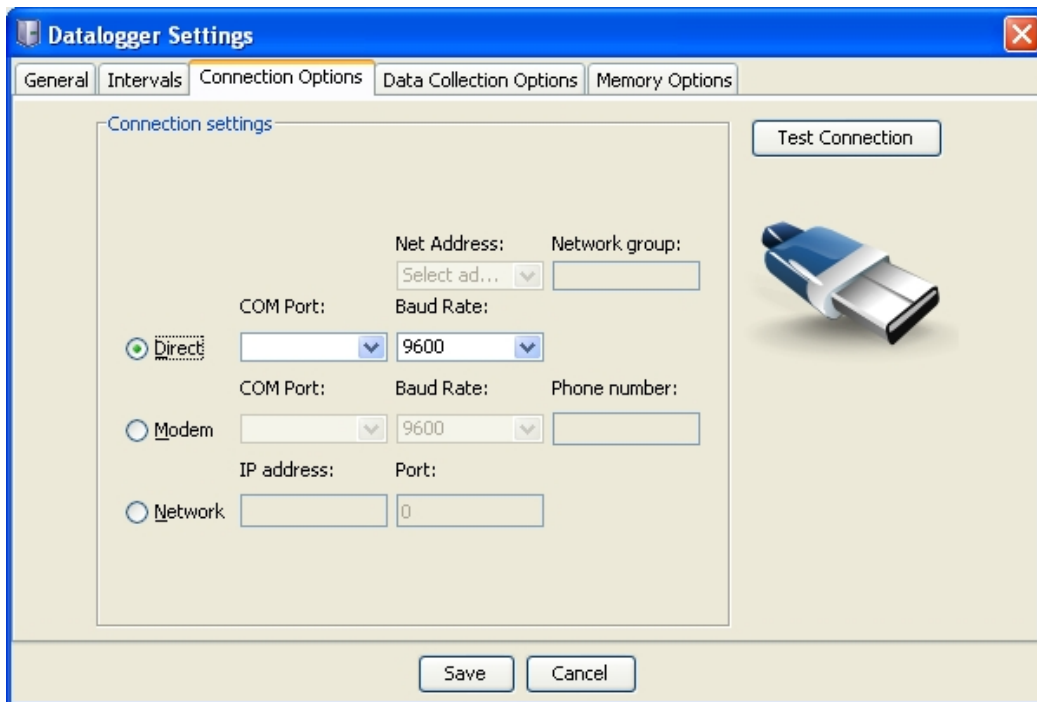 Datalogger Settings
General Intervals Connection Options Data Collection Options Memory Options
Connection settings
Test Connection
Net Address: Network group:
Select ad...
COM Port: Baud Rate:
Direct 9600
COM Port: Baud Rate: Phone number:
Modem 9600
IP address: Port:
Network 0
Save Cancel